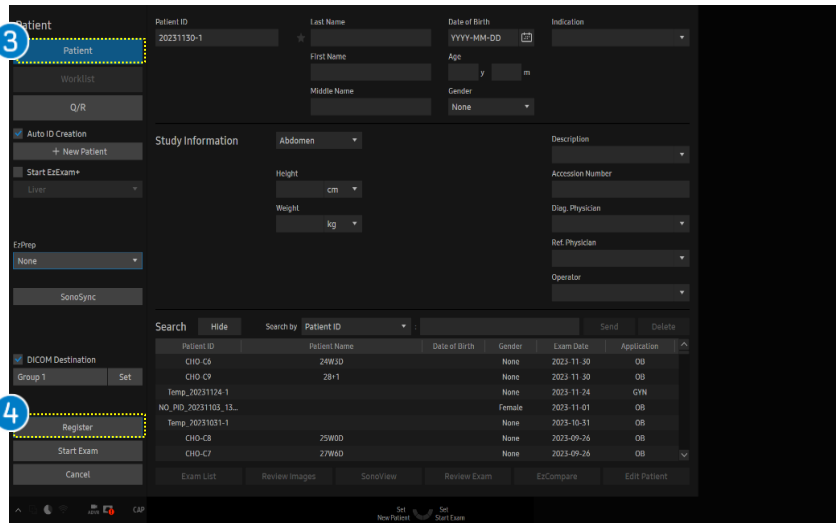 Patient
3
Patient
Worklist
Q/R
Auto ID Creation
+ New Patient
Start EzExam+
Liver
EzPrep
None
SonoSync
DICOM Destination
Group 1 Set
4
Register
Start Exam
Cancel
CAP
Patient ID Last Name Date of Birth Indication
20231130-1 YYYY-MM-DD
First Name Age
y m
Middle Name Gender
None
Study Information Abdomen Description
Height Accession Number
cm
Weight Diag. Physician
kg
Ref. Physician
Operator
Search Hide Search by Patient ID : Send Delete
Patient ID Patient Name Date of Birth Gender Exam Date Application
CHO-C6 24W3D None 2023-11-30 OB
CHO-C9 28+1 None 2023-11-30 OB
Temp_20231124-1 None 2023-11-24 GYN
NO_PID_20231103_13... Female 2023-11-01 OB
Temp_20231031-1 None 2023-10-31 OB
CHO-C8 25W0D None 2023-09-26 OB
CHO-C7 27W6D None 2023-09-26 OB
Exam List Review Images SonoView Review Exam EzCompare Edit Patient
Set Set
New Patient Start Exam